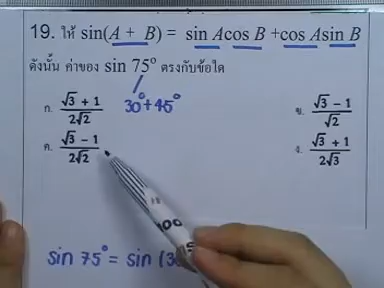 19. ให้ sin(A + B) = sin Acos B +cos Asin B
ดังนั้น ค่าของ sin 75° ตรงกับข้อใด
30°+45°
ก. √3 + 1 / 2√2
ข. √3 − 1 / √2
ค. √3 − 1 / 2√2
ง. √3 + 1 / 2√3
sin 75° = sin (3